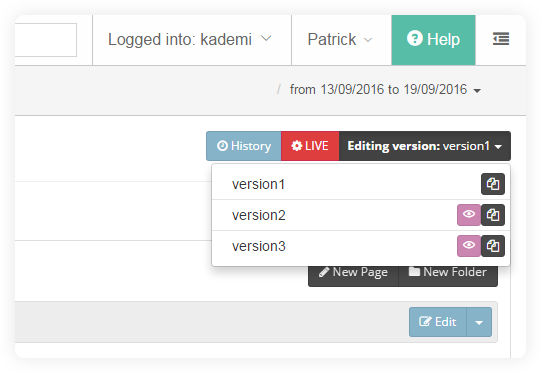 Logged into: kademi Patrick Help
/ from 13/09/2016 to 19/09/2016
History LIVE Editing version: version1
version1
version2
version3
New Page New Folder
Edit